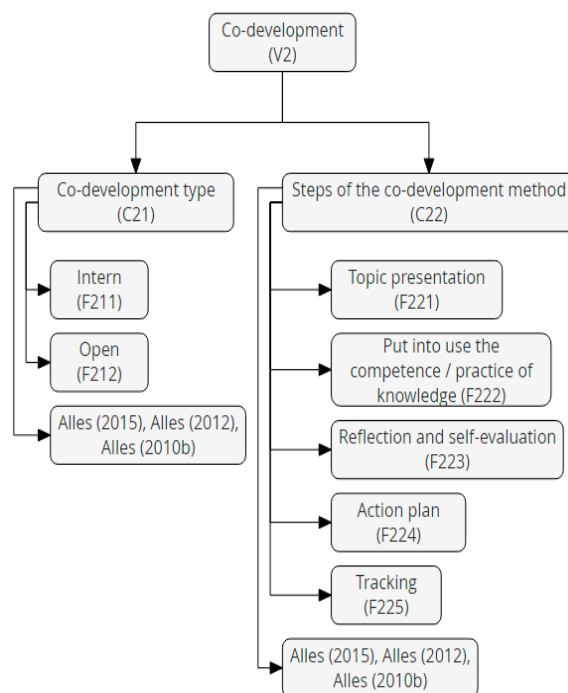 Co-development
(V2)
Co-development type
(C21)
Intern
(F211)
Open
(F212)
Alles (2015), Alles (2012),
Alles (2010b)
Steps of the co-development method
(C22)
Topic presentation
(F221)
Put into use the
competence / practice of
knowledge (F222)
Reflection and self-evaluation
(F223)
Action plan
(F224)
Tracking
(F225)
Alles (2015), Alles (2012),
Alles (2010b)